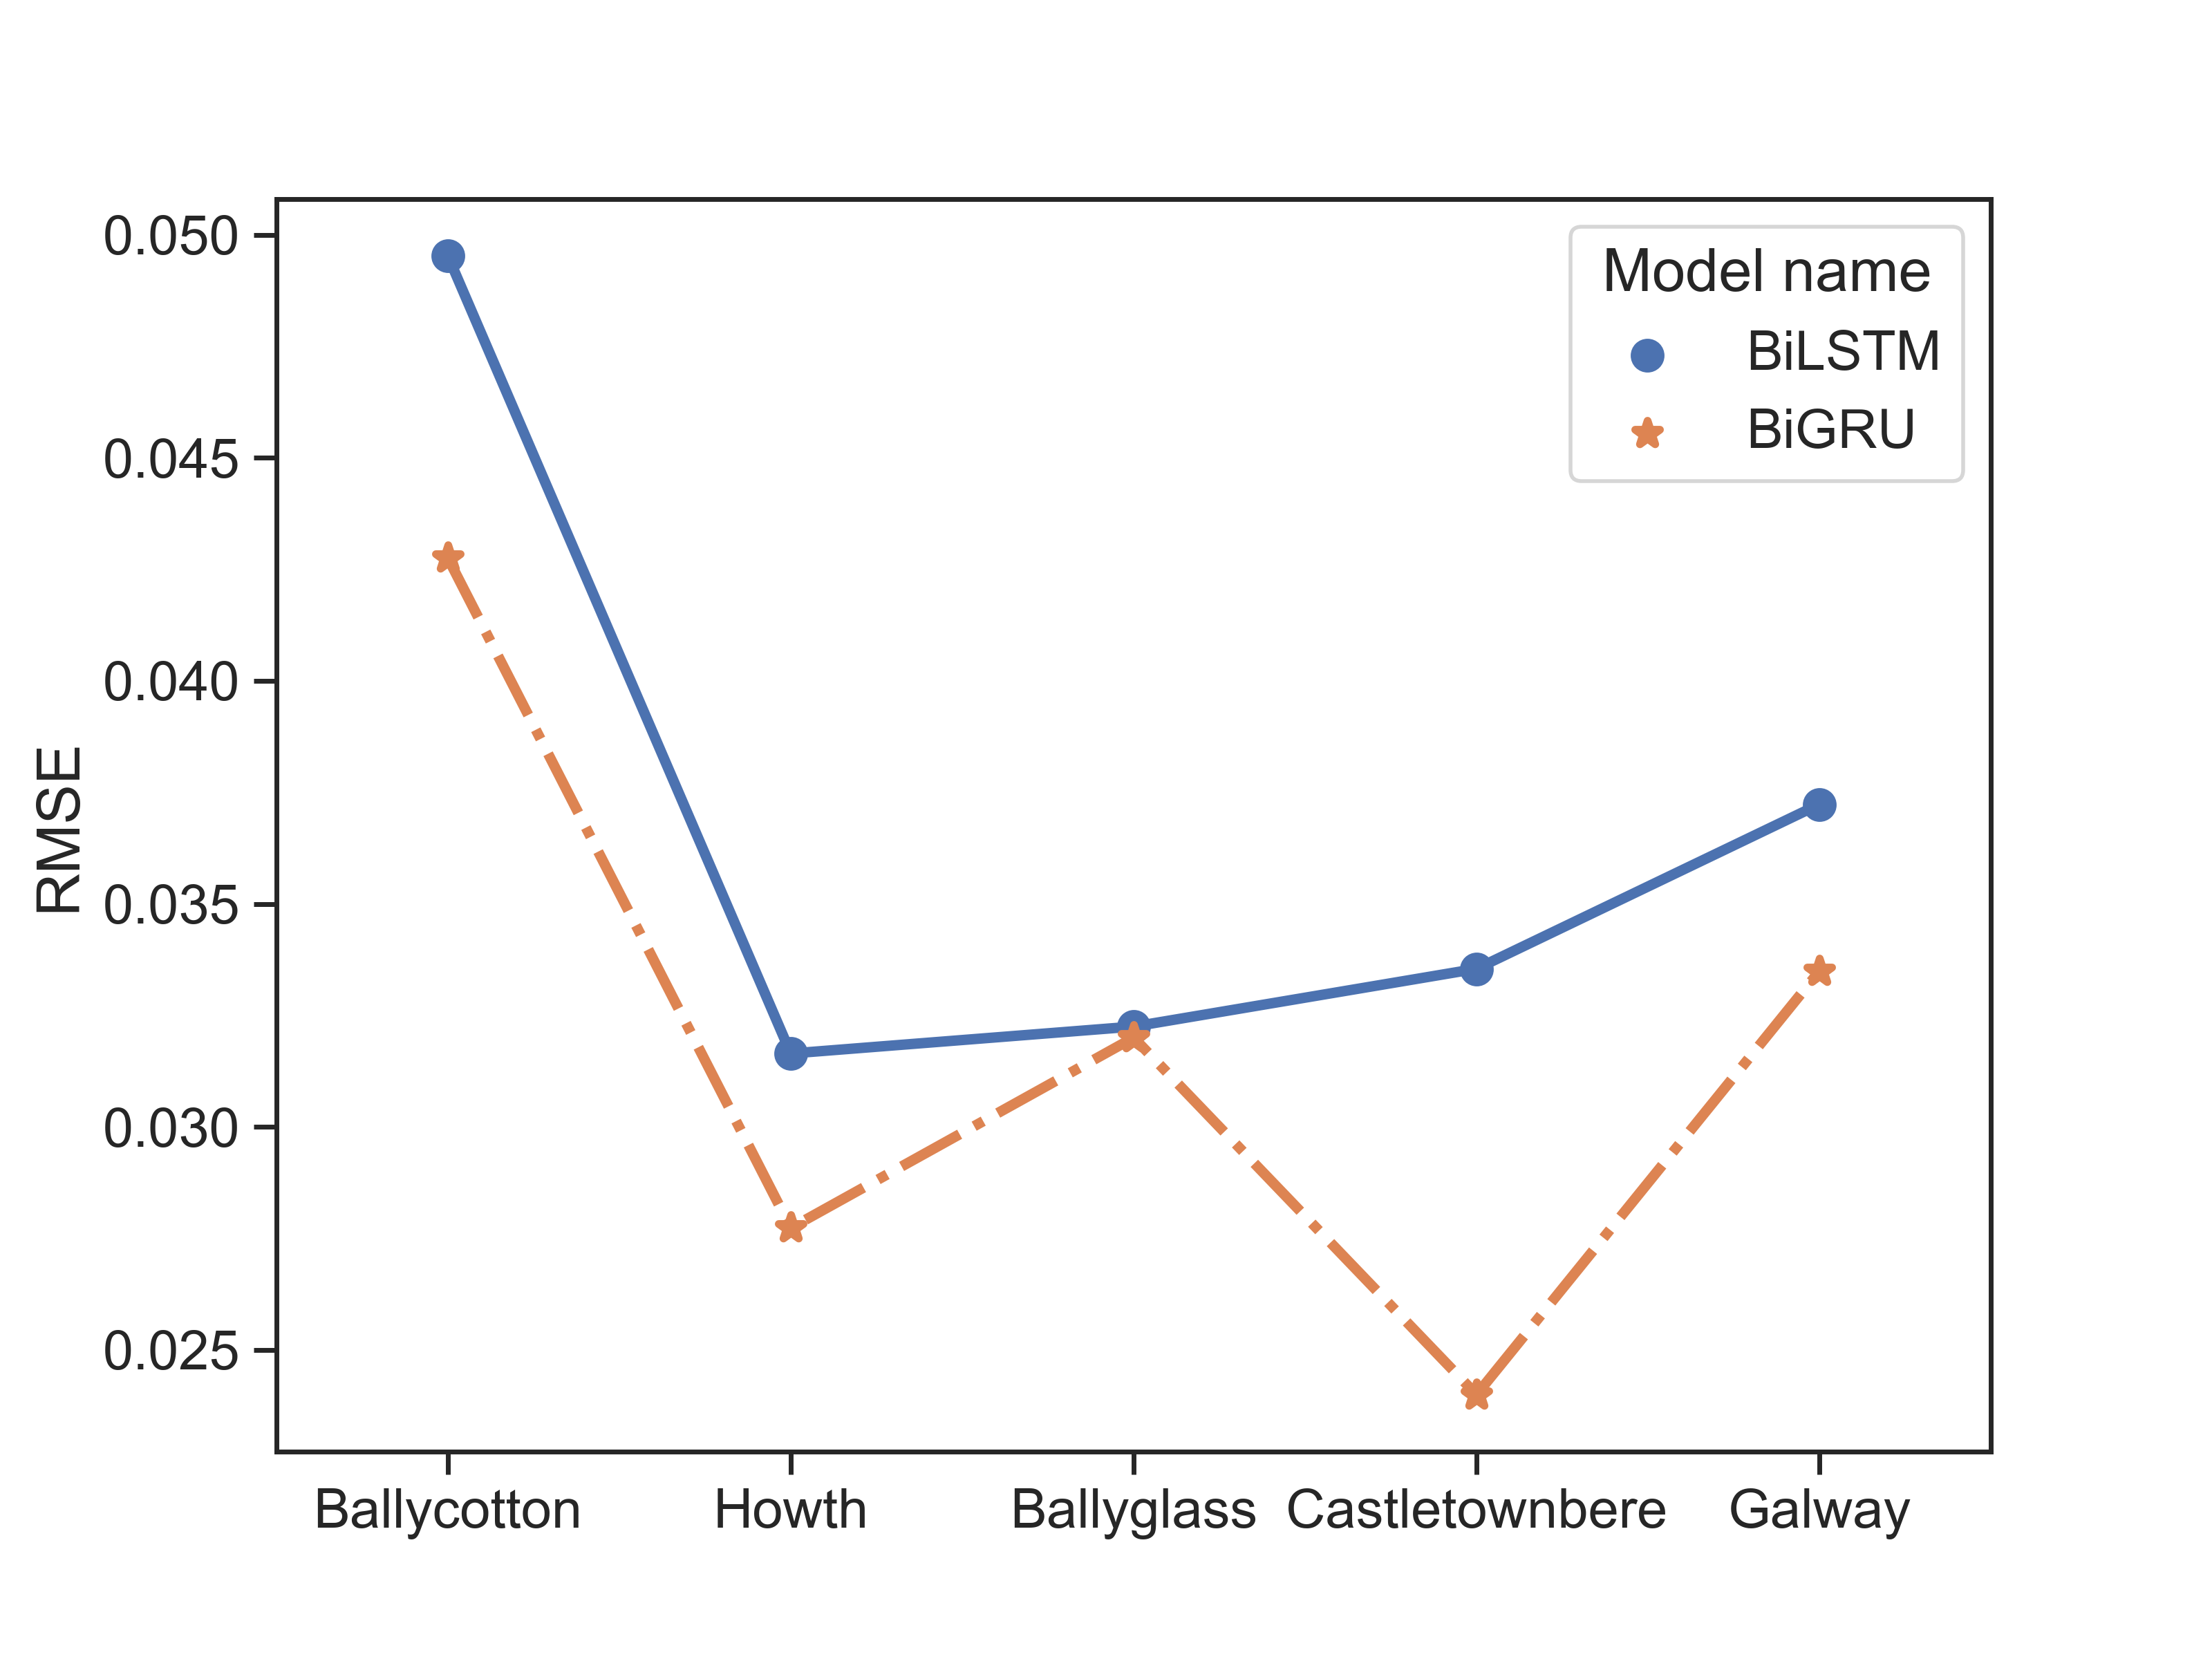 Model name
BiLSTM
BiGRU
RMSE
0.050
0.045
0.040
0.035
0.030
0.025
Ballycotton Howth Ballyglass Castletownbere Galway